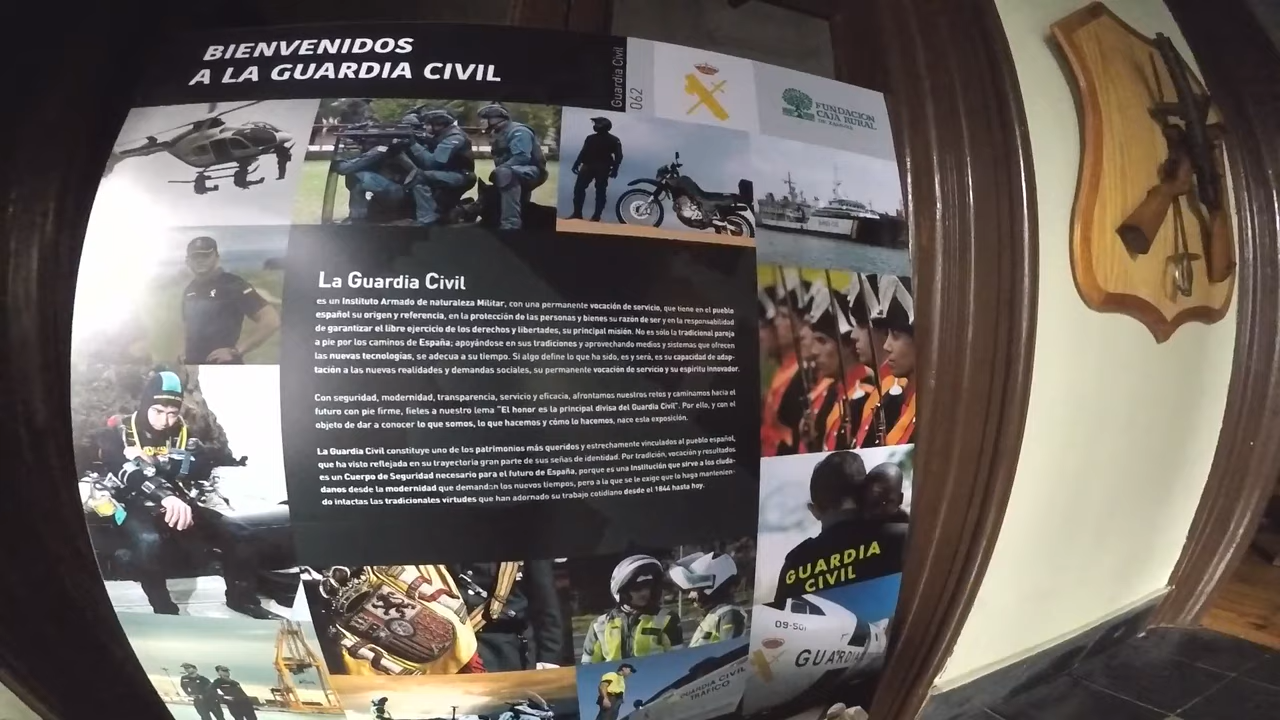 BIENVENIDOS
A LA GUARDIA CIVIL
Guardia Civil
062
FUNDACIÓN
CAJA RURAL
La Guardia Civil
es un Instituto Armado de naturaleza Militar, con una permanente vocación de servicio, que tiene en el pueblo
español su origen y referencia, en la protección de las personas y bienes su razón de ser y en la responsabilidad
de garantizar el libre ejercicio de los derechos y libertades, su principal misión. No es sólo la tradicional pareja
a pie por los caminos de España; apoyándose en sus tradiciones y aprovechando medios y sistemas que ofrecen
las nuevas tecnologías, se adecua a su tiempo. Si algo define lo que ha sido, es y será, es su capacidad de adap-
tación a las nuevas realidades y demandas sociales, su permanente vocación de servicio y su espíritu innovador.
Con seguridad, modernidad, transparencia, servicio y eficacia, afrontamos nuestros retos y caminamos hacia el
futuro con pie firme, fieles a nuestro lema "El honor es la principal divisa del Guardia Civil". Por ello, y con el
objeto de dar a conocer lo que somos, lo que hacemos y cómo lo hacemos, nace esta exposición.
La Guardia Civil constituye uno de los patrimonios más queridos y estrechamente vinculados al pueblo español,
que ha visto reflejada en su trayectoria gran parte de sus señas de identidad. Por tradición, vocación y resultados
es un Cuerpo de Seguridad necesario para el futuro de España, porque es una Institución que sirve a los ciuda-
danos desde la modernidad que demandan los nuevos tiempos, pero a la que se le exige que lo haga mantenien-
do intactas las tradicionales virtudes que han adornado su trabajo cotidiano desde el 1844 hasta hoy.
GUARDIA
CIVIL
09-50
GUARDIA
GUARDIA CIVIL
TRAFICO